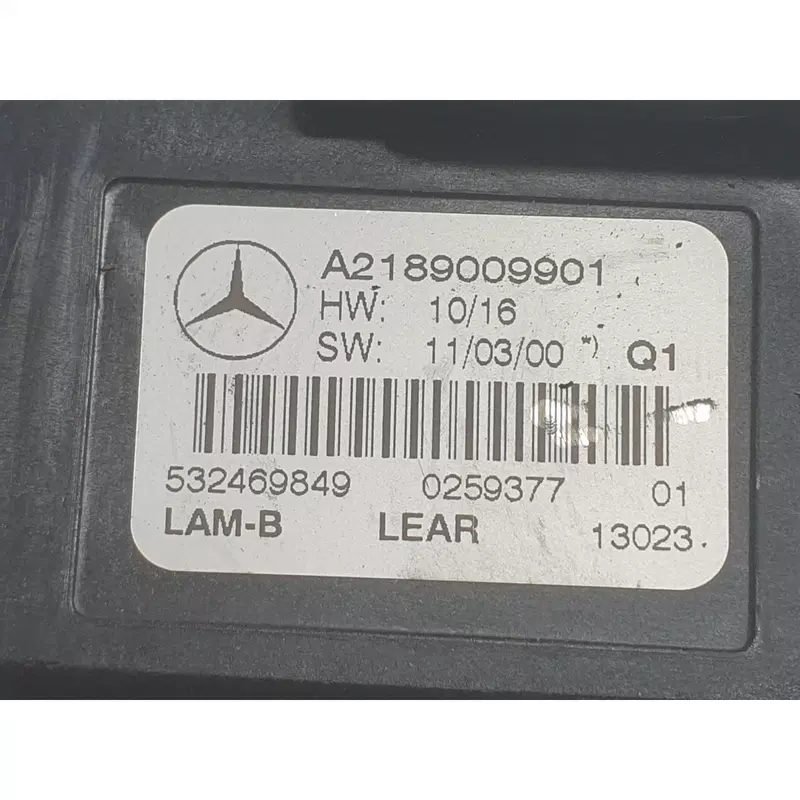 A2189009901
HW: 10/16
SW: 11/03/00 *) Q1
532469849 0259377 01
LAM-B LEAR 13023